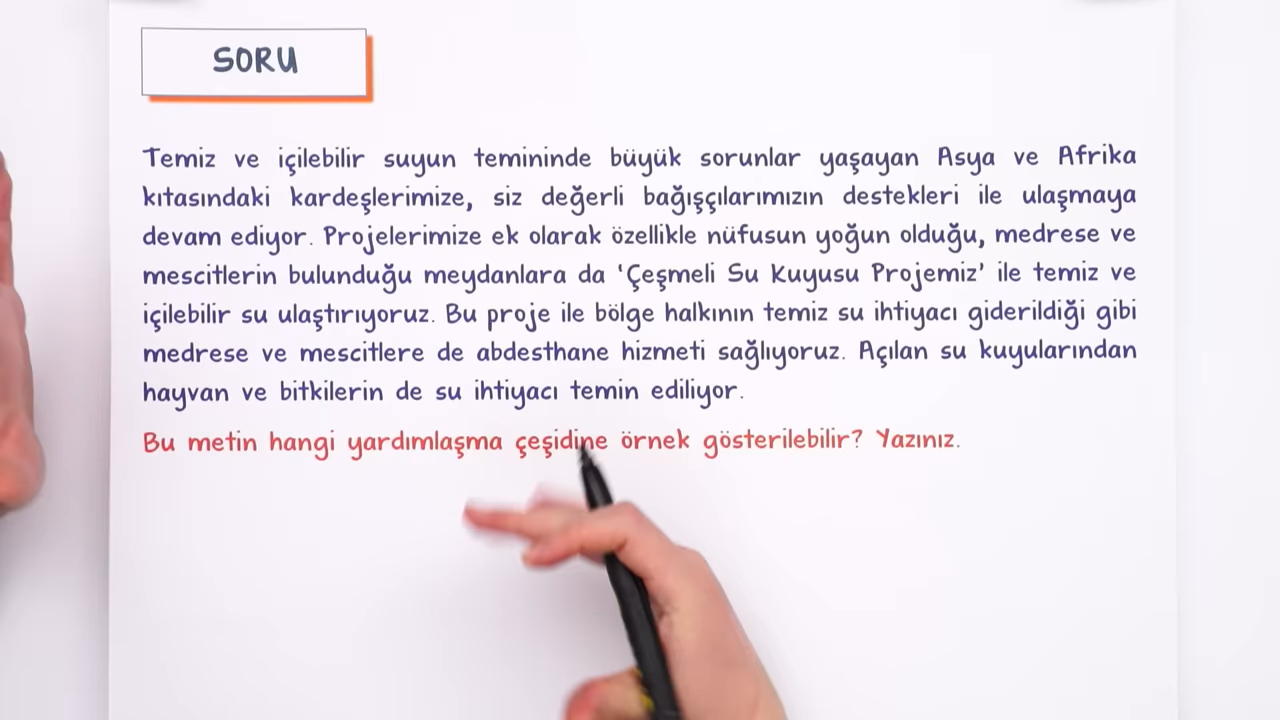 SORU
Temiz ve içilebilir suyun temininde büyük sorunlar yaşayan Asya ve Afrika
kıtasındaki kardeşlerimize, siz değerli bağışçılarımızın destekleri ile ulaşmaya
devam ediyor. Projelerimize ek olarak özellikle nüfusun yoğun olduğu, medrese ve
mescitlerin bulunduğu meydanlara da ‘Çeşmeli Su Kuyusu Projemiz’ ile temiz ve
içilebilir su ulaştırıyoruz. Bu proje ile bölge halkının temiz su ihtiyacı giderildiği gibi
medrese ve mescitlere de abdesthane hizmeti sağlıyoruz. Açılan su kuyularından
hayvan ve bitkilerin de su ihtiyacı temin ediliyor.
Bu metin hangi yardımlaşma çeşidine örnek gösterilebilir? Yazınız.